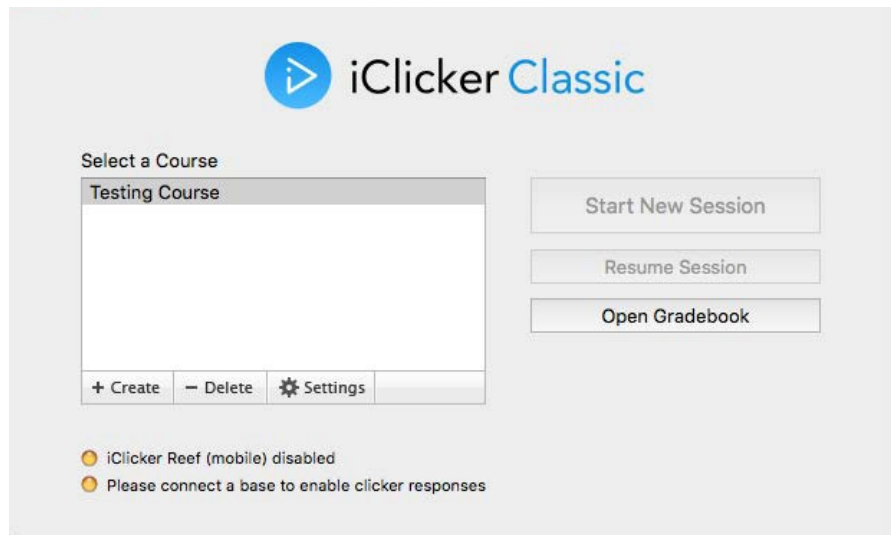 iClicker Classic
Select a Course
Testing Course
Start New Session
Resume Session
Open Gradebook
+ Create − Delete Settings
iClicker Reef (mobile) disabled
Please connect a base to enable clicker responses